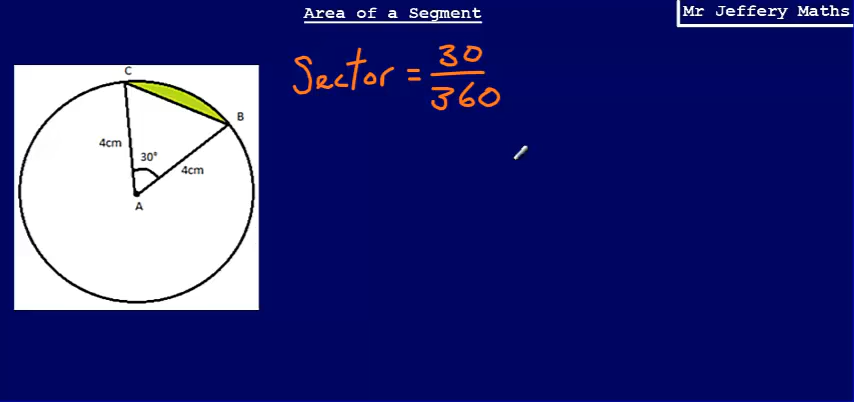 Area of a Segment
Mr Jeffery Maths
Sector = 30/360
C
B
4cm
30°
4cm
A